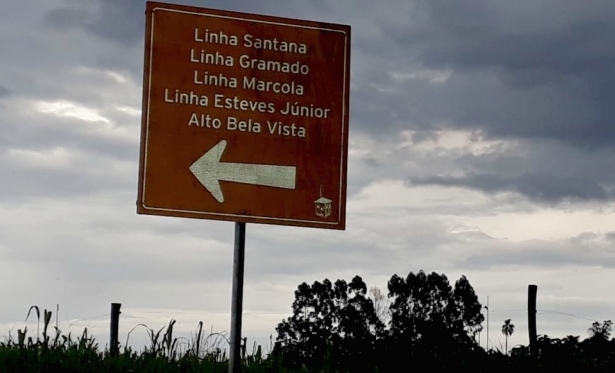 Linha Santana
Linha Gramado
Linha Marcola
Linha Esteves Júnior
Alto Bela Vista